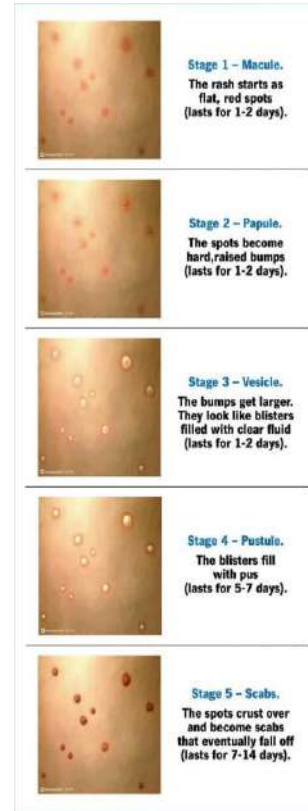 Stage 1 – Macule.
The rash starts as
flat, red spots
(lasts for 1-2 days).
Stage 2 – Papule.
The spots become
hard,raised bumps
(lasts for 1-2 days).
Stage 3 – Vesicle.
The bumps get larger.
They look like blisters
filled with clear fluid
(lasts for 1-2 days).
Stage 4 – Pustule.
The blisters fill
with pus
(lasts for 5-7 days).
Stage 5 – Scabs.
The spots crust over
and become scabs
that eventually fall off
(lasts for 7-14 days).